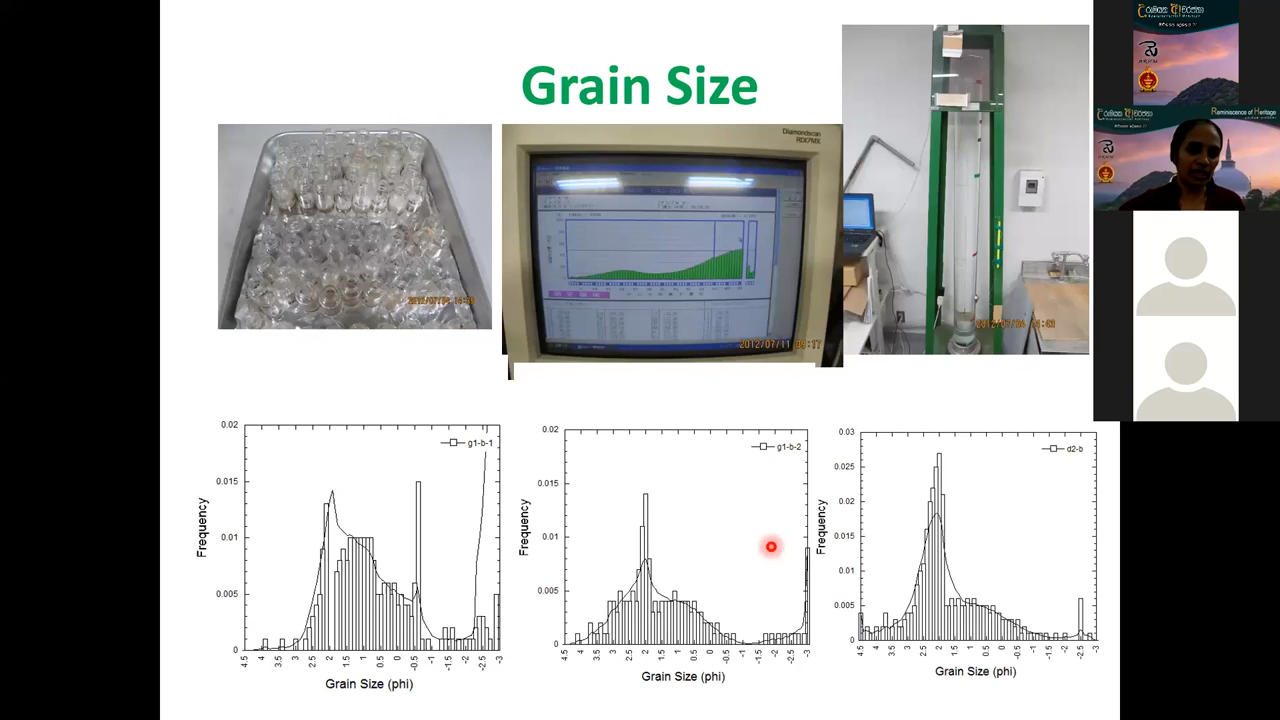 Grain Size
Diamondscan
2012/07/11 09:17
Reminiscence of Heritage
0.02
0.015
0.01
0.005
0
g1-b-1
Frequency
4.5 4 3.5 3 2.5 2 1.5 1 0.5 0 -0.5 -1 -1.5 -2 -2.5 -3
Grain Size (phi)
0.02
0.015
0.01
0.005
0
g1-b-2
Frequency
4.5 4 3.5 3 2.5 2 1.5 1 0.5 0 -0.5 -1 -1.5 -2 -2.5 -3
Grain Size (phi)
0.03
0.025
0.02
0.015
0.01
0.005
0
d2-b
Frequency
4.5 4 3.5 3 2.5 2 1.5 1 0.5 0 -0.5 -1 -1.5 -2 -2.5 -3
Grain Size (phi)